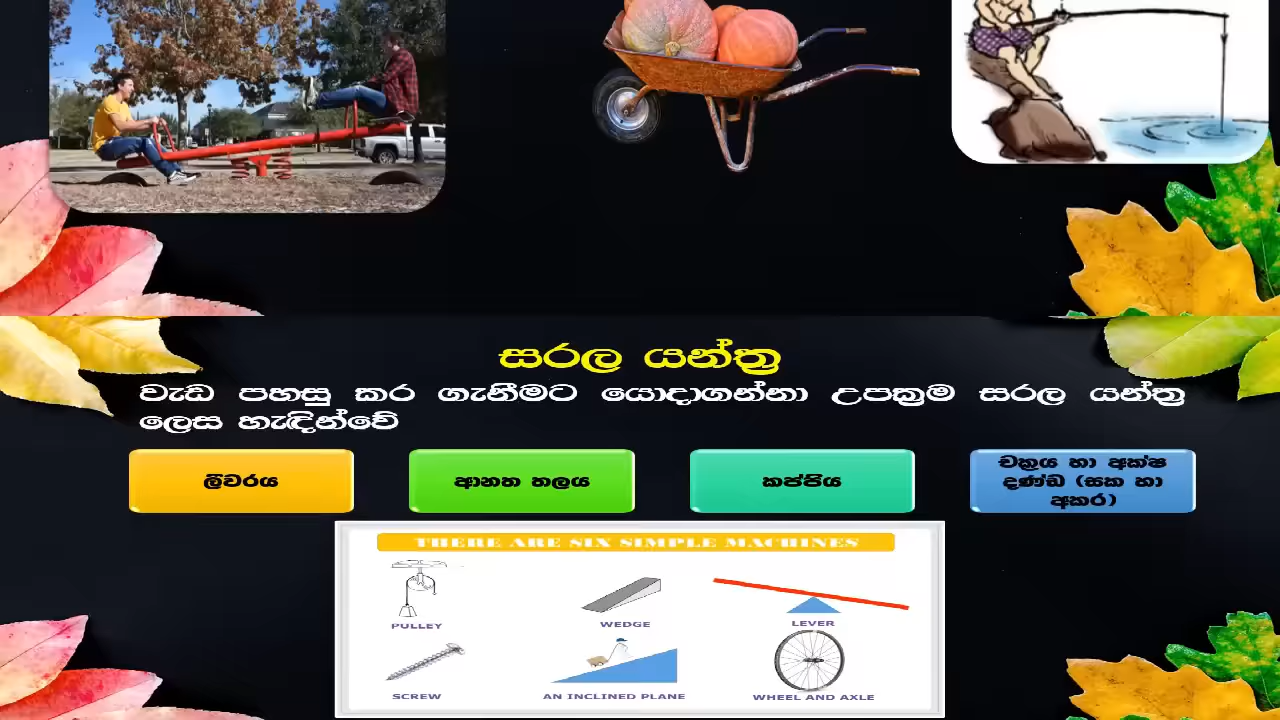 සරල යන්ත්‍ර
වැඩ පහසු කර ගැනීමට යොදාගන්නා උපක්‍රම සරල යන්ත්‍ර
ලෙස හැඳින්වේ
ලීවරය
ආනත තලය
කප්පිය
චක්‍රය හා අක්ෂ
දණ්ඩ (සක හා
අකර)
THERE ARE SIX SIMPLE MACHINES
PULLEY
WEDGE
LEVER
SCREW
AN INCLINED PLANE
WHEEL AND AXLE